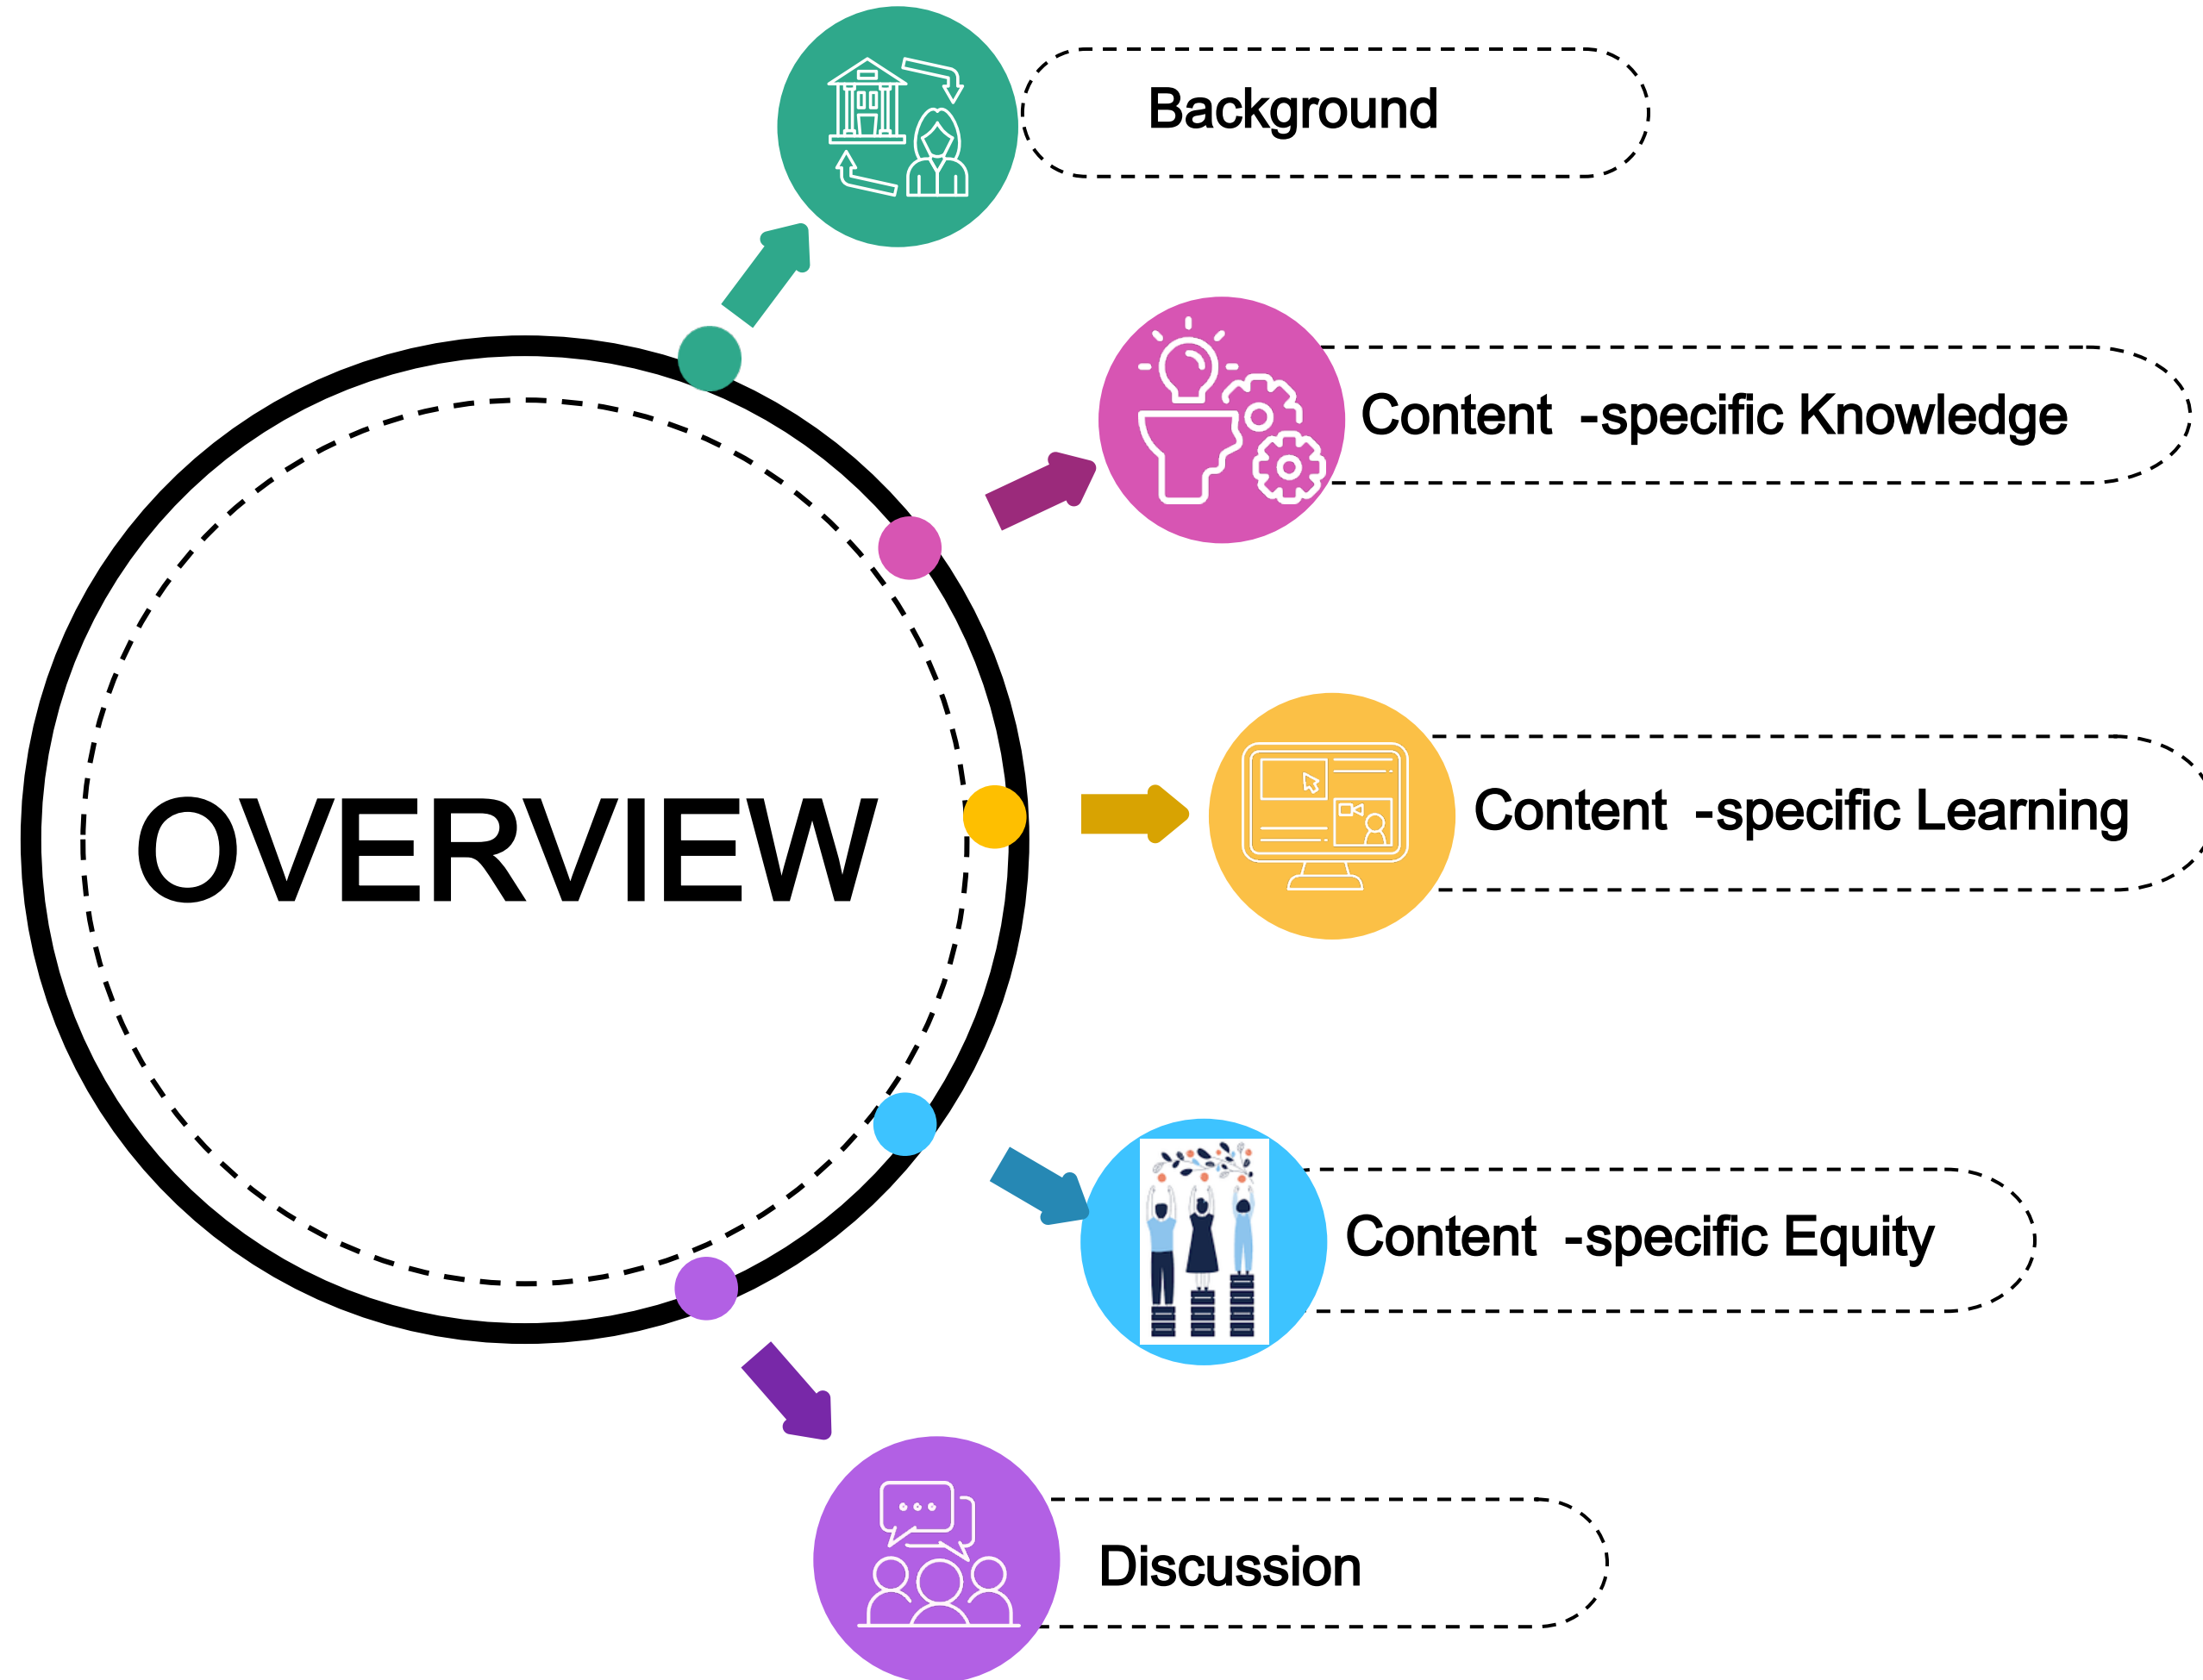 Background
Content -specific Knowledge
OVERVIEW
Content -specific Learning
Content -specific Equity
Discussion